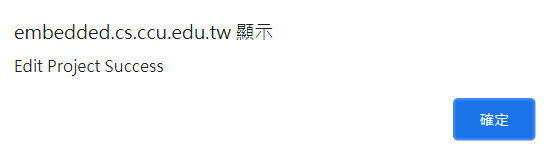 embedded.cs.ccu.edu.tw 顯示
Edit Project Success
確定